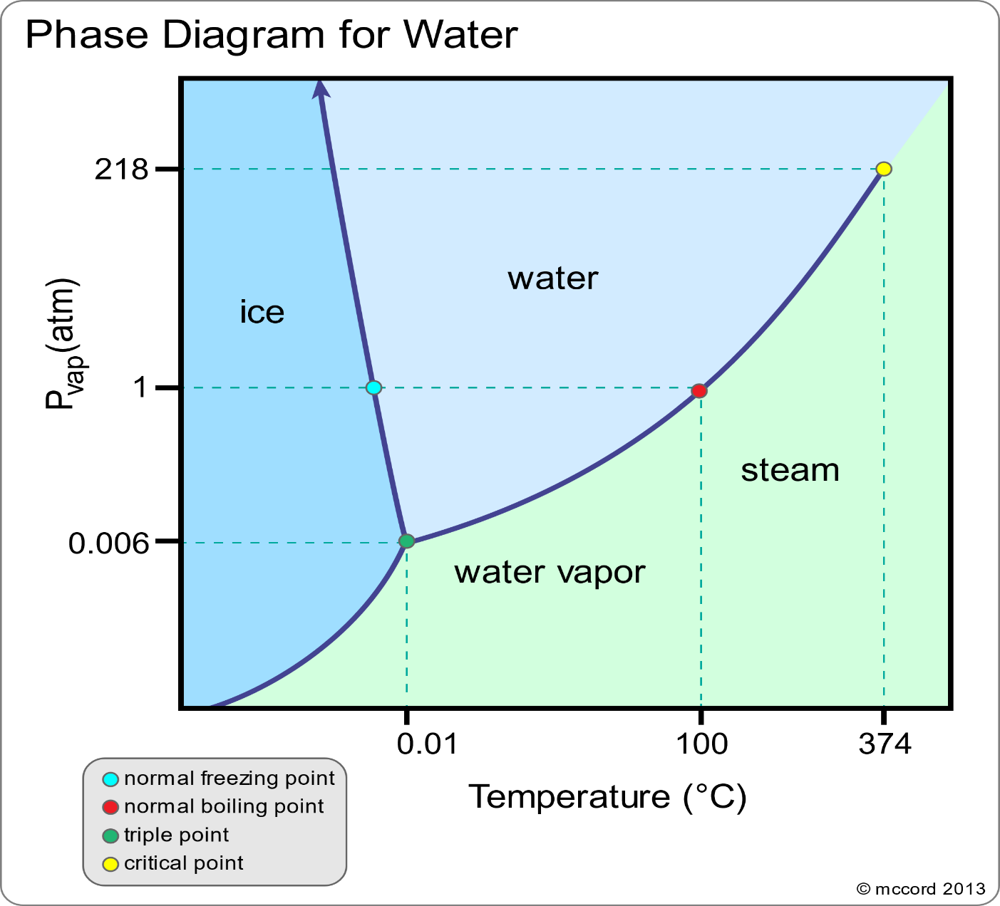 Phase Diagram for Water
218
water
ice
Pvap(atm)
1
steam
0.006
water vapor
0.01
100
374
Temperature (°C)
normal freezing point
normal boiling point
triple point
critical point
© mccord 2013